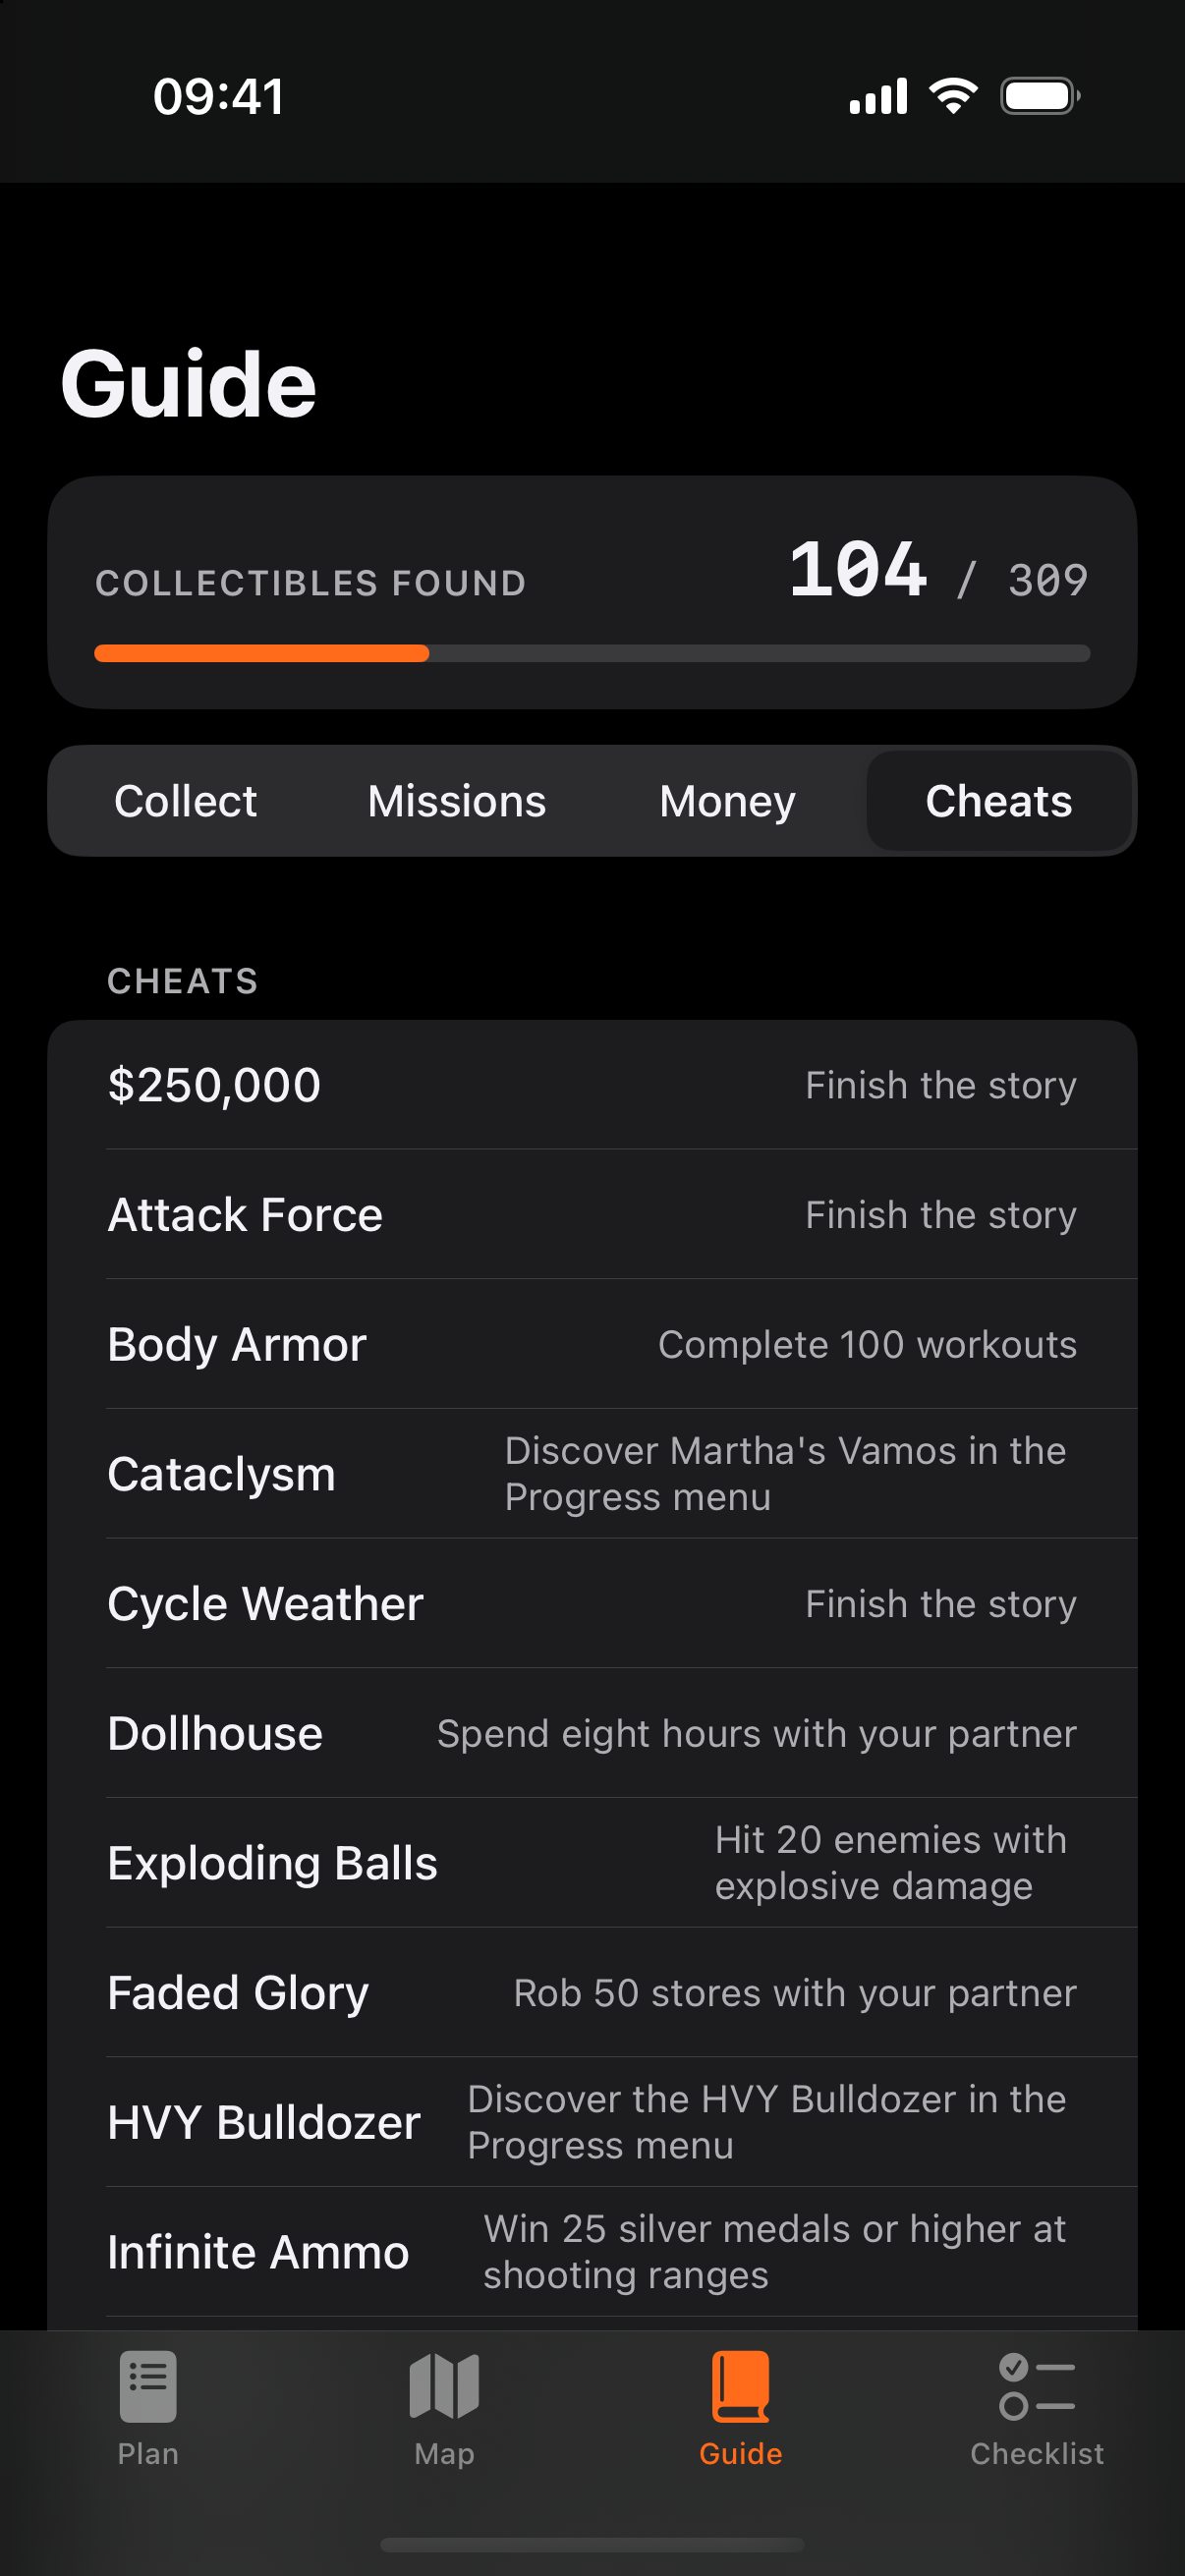 09:41
Guide
COLLECTIBLES FOUND 104 / 309
Collect Missions Money Cheats
CHEATS
$250,000 Finish the story
Attack Force Finish the story
Body Armor Complete 100 workouts
Cataclysm Discover Martha's Vamos in the
Progress menu
Cycle Weather Finish the story
Dollhouse Spend eight hours with your partner
Exploding Balls Hit 20 enemies with
explosive damage
Faded Glory Rob 50 stores with your partner
HVY Bulldozer Discover the HVY Bulldozer in the
Progress menu
Infinite Ammo Win 25 silver medals or higher at
shooting ranges
Plan Map Guide Checklist